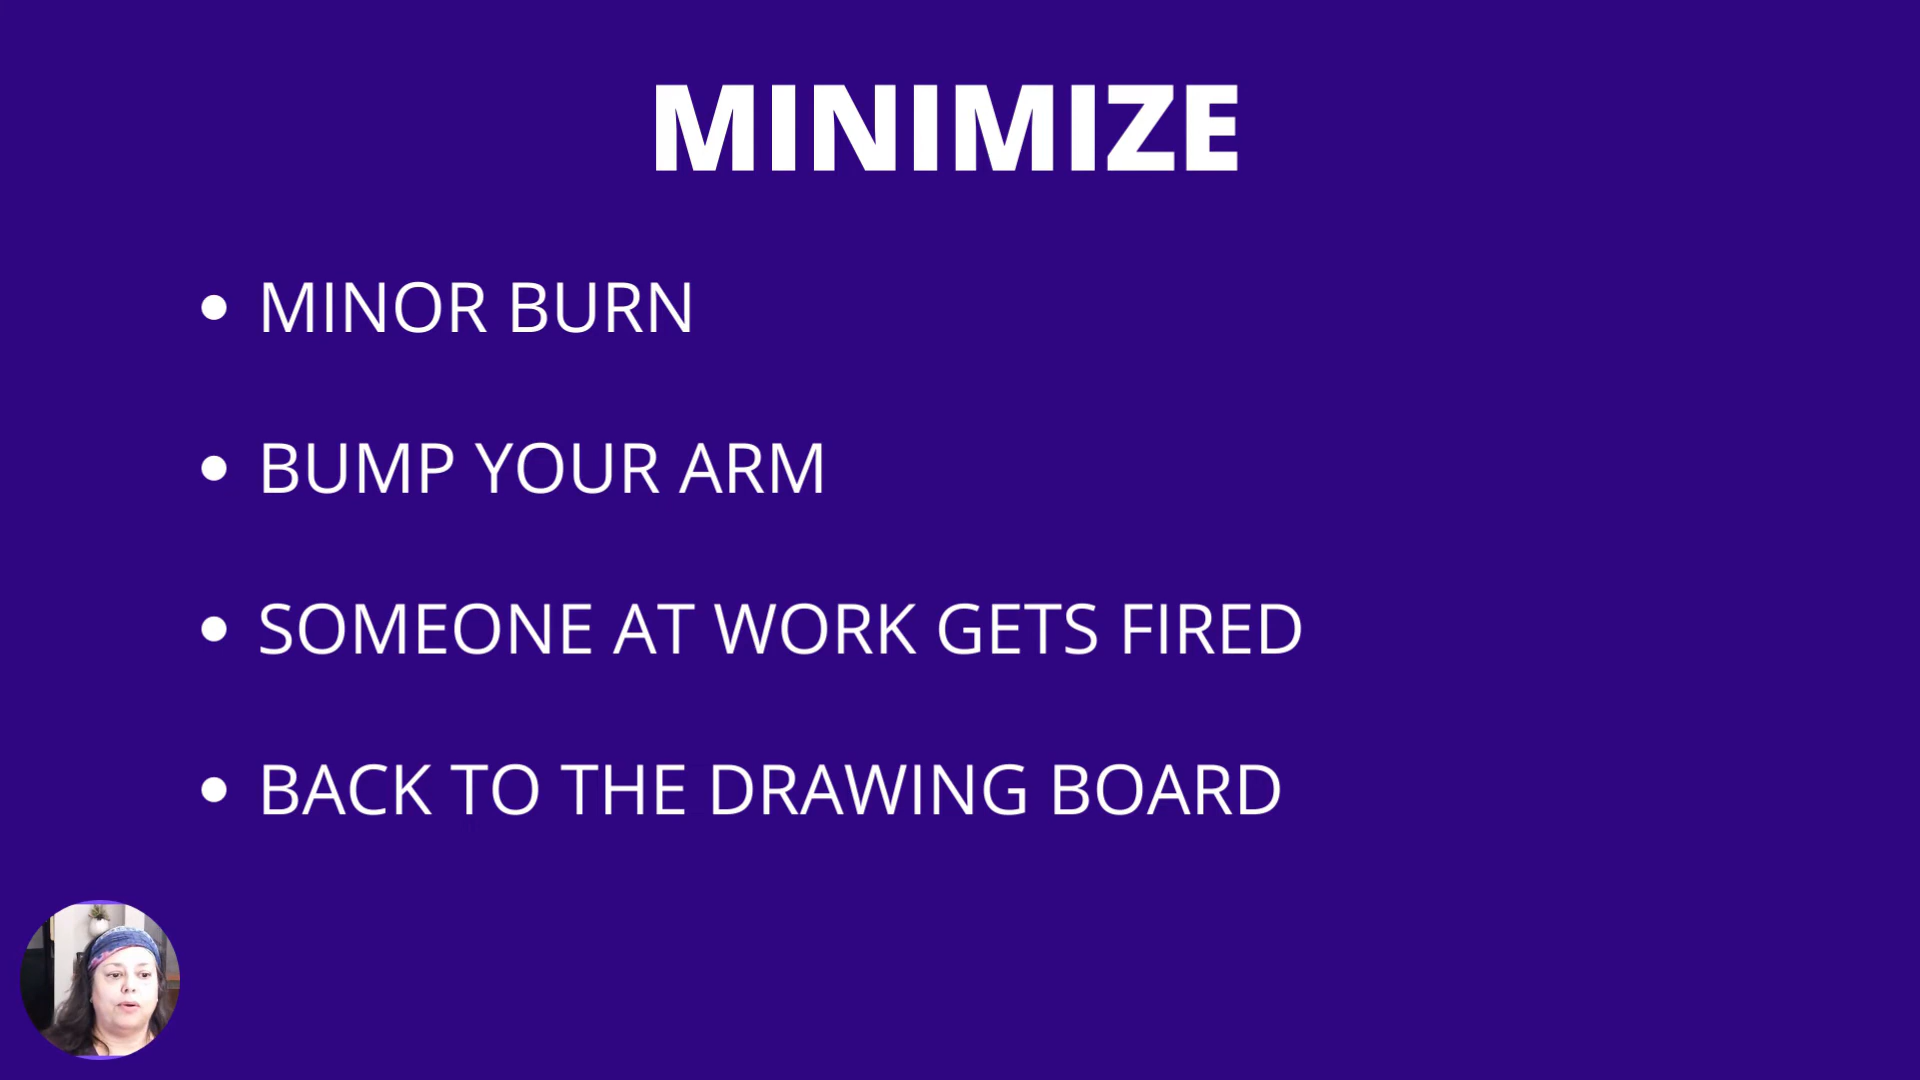 MINIMIZE
MINOR BURN
BUMP YOUR ARM
SOMEONE AT WORK GETS FIRED
BACK TO THE DRAWING BOARD